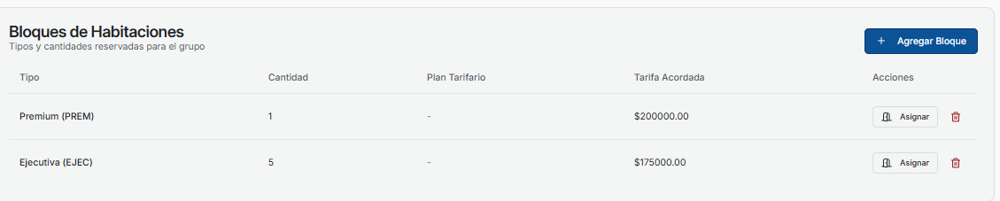 Bloques de Habitaciones
Tipos y cantidades reservadas para el grupo
+ Agregar Bloque
Tipo Cantidad Plan Tarifario Tarifa Acordada Acciones
Premium (PREM) 1 - $200000.00 Asignar
Ejecutiva (EJEC) 5 - $175000.00 Asignar